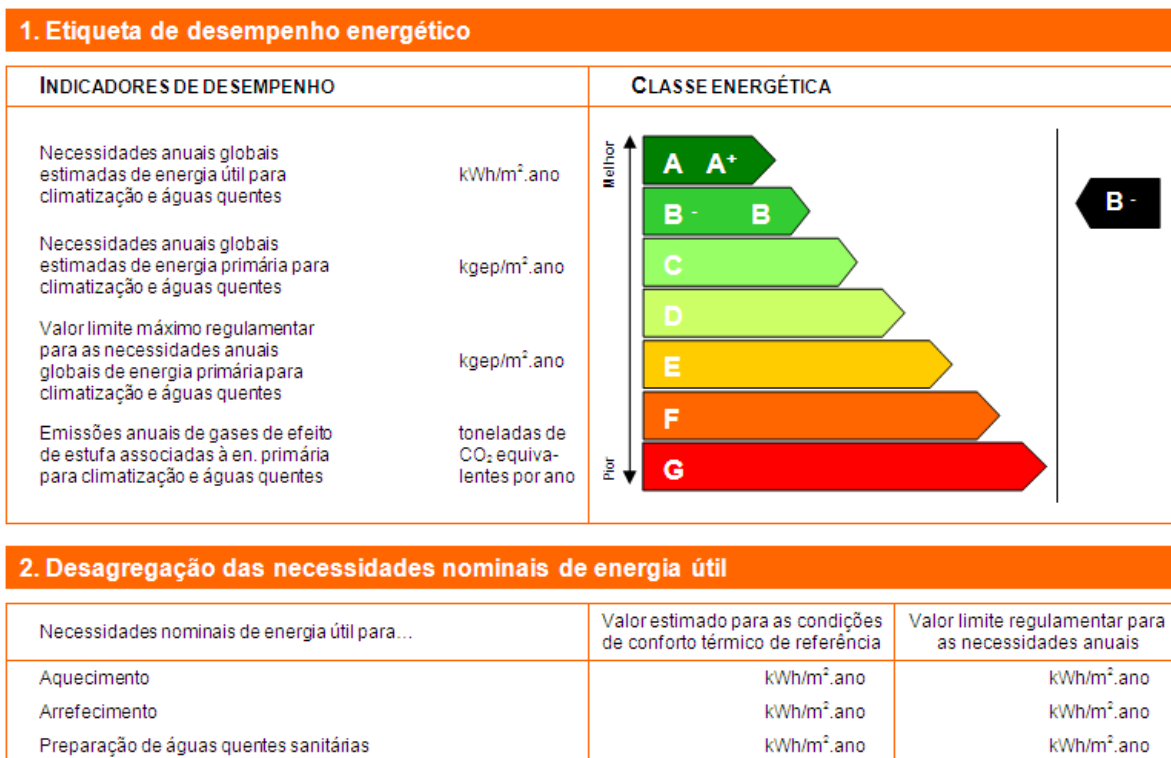 1. Etiqueta de desempenho energético
INDICADORES DE DESEMPENHO
CLASSE ENERGÉTICA
Necessidades anuais globais
estimadas de energia útil para
climatização e águas quentes
kWh/m².ano
Necessidades anuais globais
estimadas de energia primária para
climatização e águas quentes
kgep/m².ano
Valor limite máximo regulamentar
para as necessidades anuais
globais de energia primária para
climatização e águas quentes
kgep/m².ano
Emissões anuais de gases de efeito
de estufa associadas à en. primária
para climatização e águas quentes
toneladas de
CO₂ equiva-
lentes por ano
Melhor
Pior
A A⁺
B - B
C
D
E
F
G
B -
2. Desagregação das necessidades nominais de energia útil
Necessidades nominais de energia útil para...
Valor estimado para as condições
de conforto térmico de referência
Valor limite regulamentar para
as necessidades anuais
Aquecimento kWh/m².ano kWh/m².ano
Arrefecimento kWh/m².ano kWh/m².ano
Preparação de águas quentes sanitárias kWh/m².ano kWh/m².ano